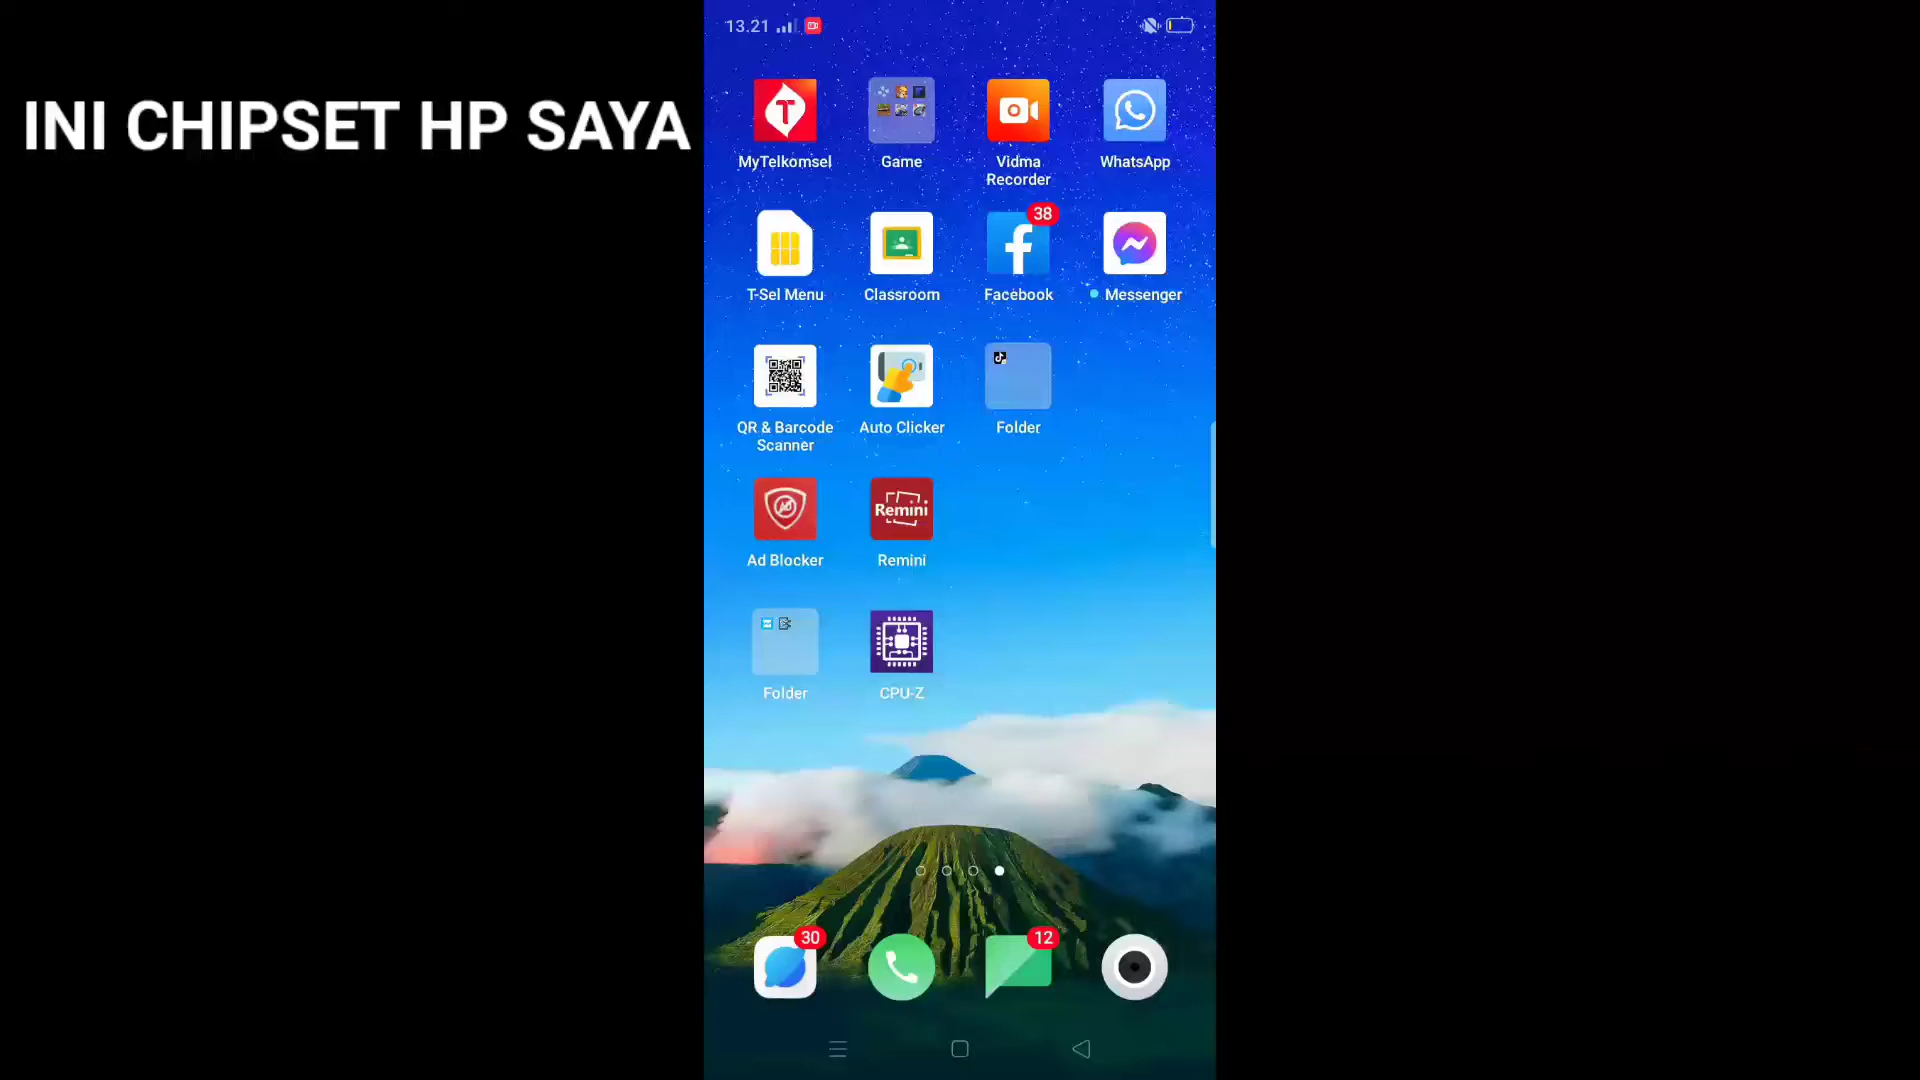 INI CHIPSET HP SAYA
13.21
MyTelkomsel
Game
Vidma
Recorder
WhatsApp
38
T-Sel Menu
Classroom
Facebook
Messenger
QR & Barcode
Scanner
Auto Clicker
Folder
AD
Remini
Ad Blocker
Remini
Folder
CPU-Z
30
12